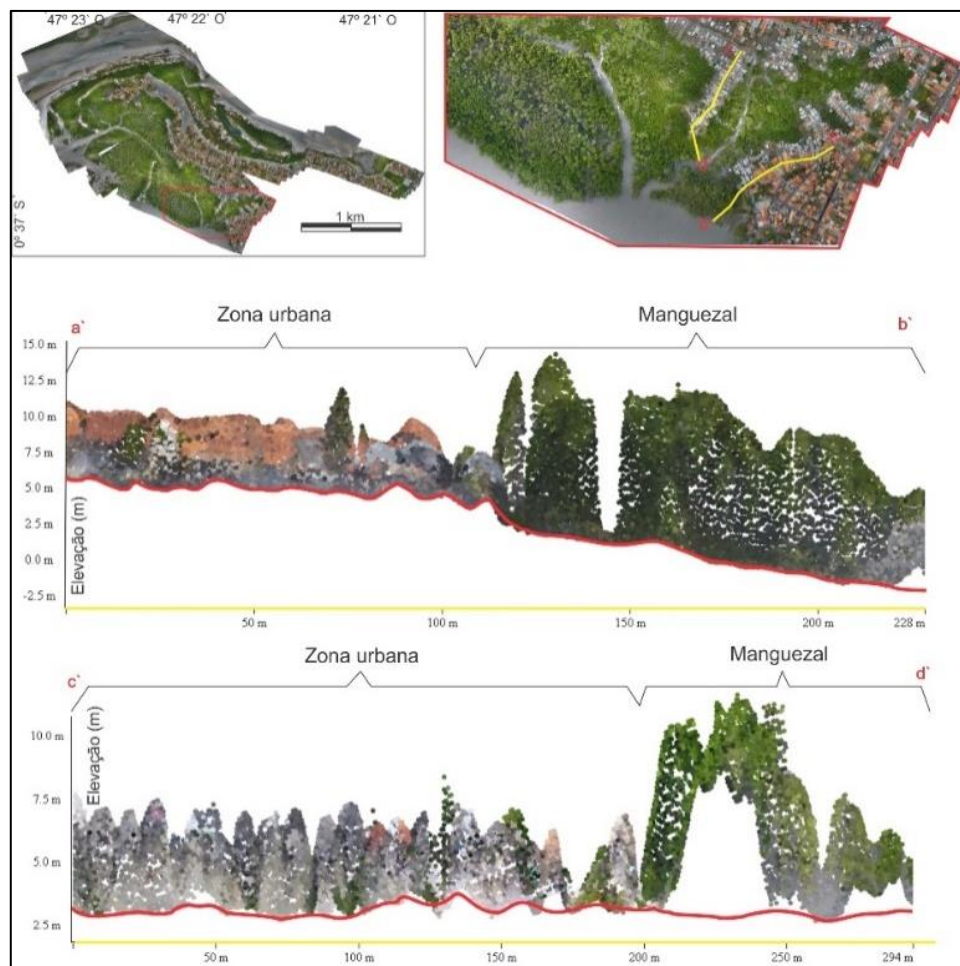 47º 23` O
47º 22` O
47º 21` O
0º 37` S
1 km
Zona urbana
Manguezal
a`
b`
15.0 m
12.5 m
10.0 m
7.5 m
5.0 m
2.5 m
0.0 m
-2.5 m
Elevação (m)
50 m
100 m
150 m
200 m
228 m
Zona urbana
Manguezal
c`
d`
10.0 m
7.5 m
5.0 m
2.5 m
Elevação (m)
50 m
100 m
150 m
200 m
250 m
294 m